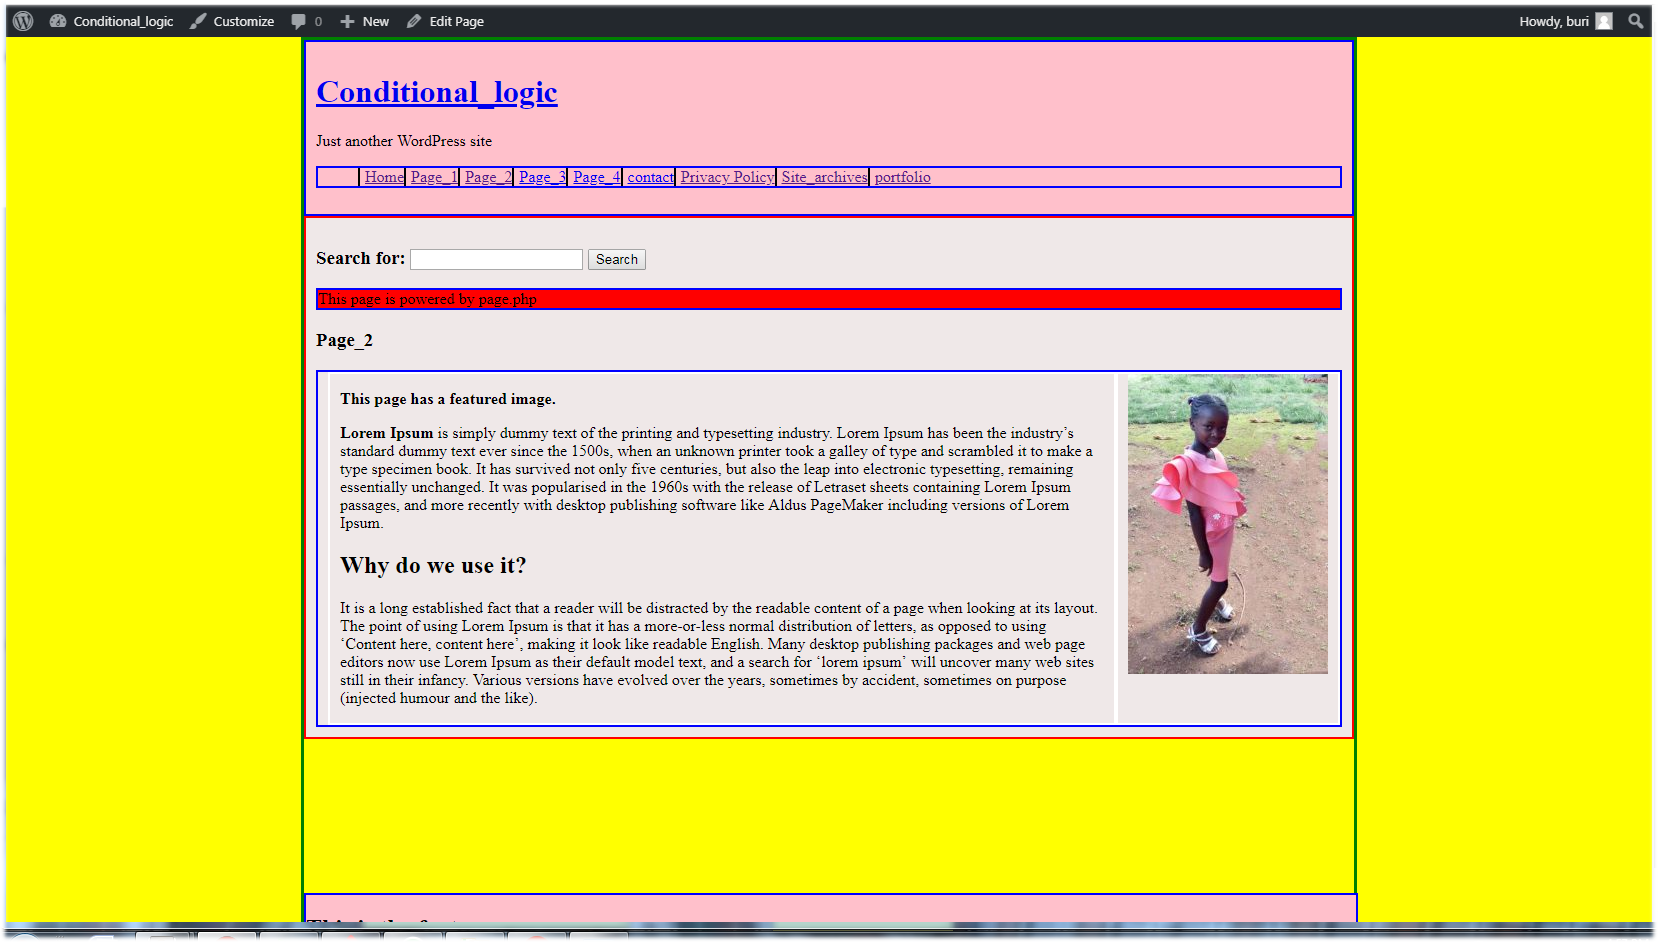 Conditional_logic Customize 0 New Edit Page Howdy, buri
Conditional_logic
Just another WordPress site
Home Page_1 Page_2 Page_3 Page_4 contact Privacy Policy Site_archives portfolio
Search for: Search
This page is powered by page.php
Page_2
This page has a featured image.
Lorem Ipsum is simply dummy text of the printing and typesetting industry. Lorem Ipsum has been the industry’s
standard dummy text ever since the 1500s, when an unknown printer took a galley of type and scrambled it to make a
type specimen book. It has survived not only five centuries, but also the leap into electronic typesetting, remaining
essentially unchanged. It was popularised in the 1960s with the release of Letraset sheets containing Lorem Ipsum
passages, and more recently with desktop publishing software like Aldus PageMaker including versions of Lorem
Ipsum.
Why do we use it?
It is a long established fact that a reader will be distracted by the readable content of a page when looking at its layout.
The point of using Lorem Ipsum is that it has a more-or-less normal distribution of letters, as opposed to using
‘Content here, content here’, making it look like readable English. Many desktop publishing packages and web page
editors now use Lorem Ipsum as their default model text, and a search for ‘lorem ipsum’ will uncover many web sites
still in their infancy. Various versions have evolved over the years, sometimes by accident, sometimes on purpose
(injected humour and the like).